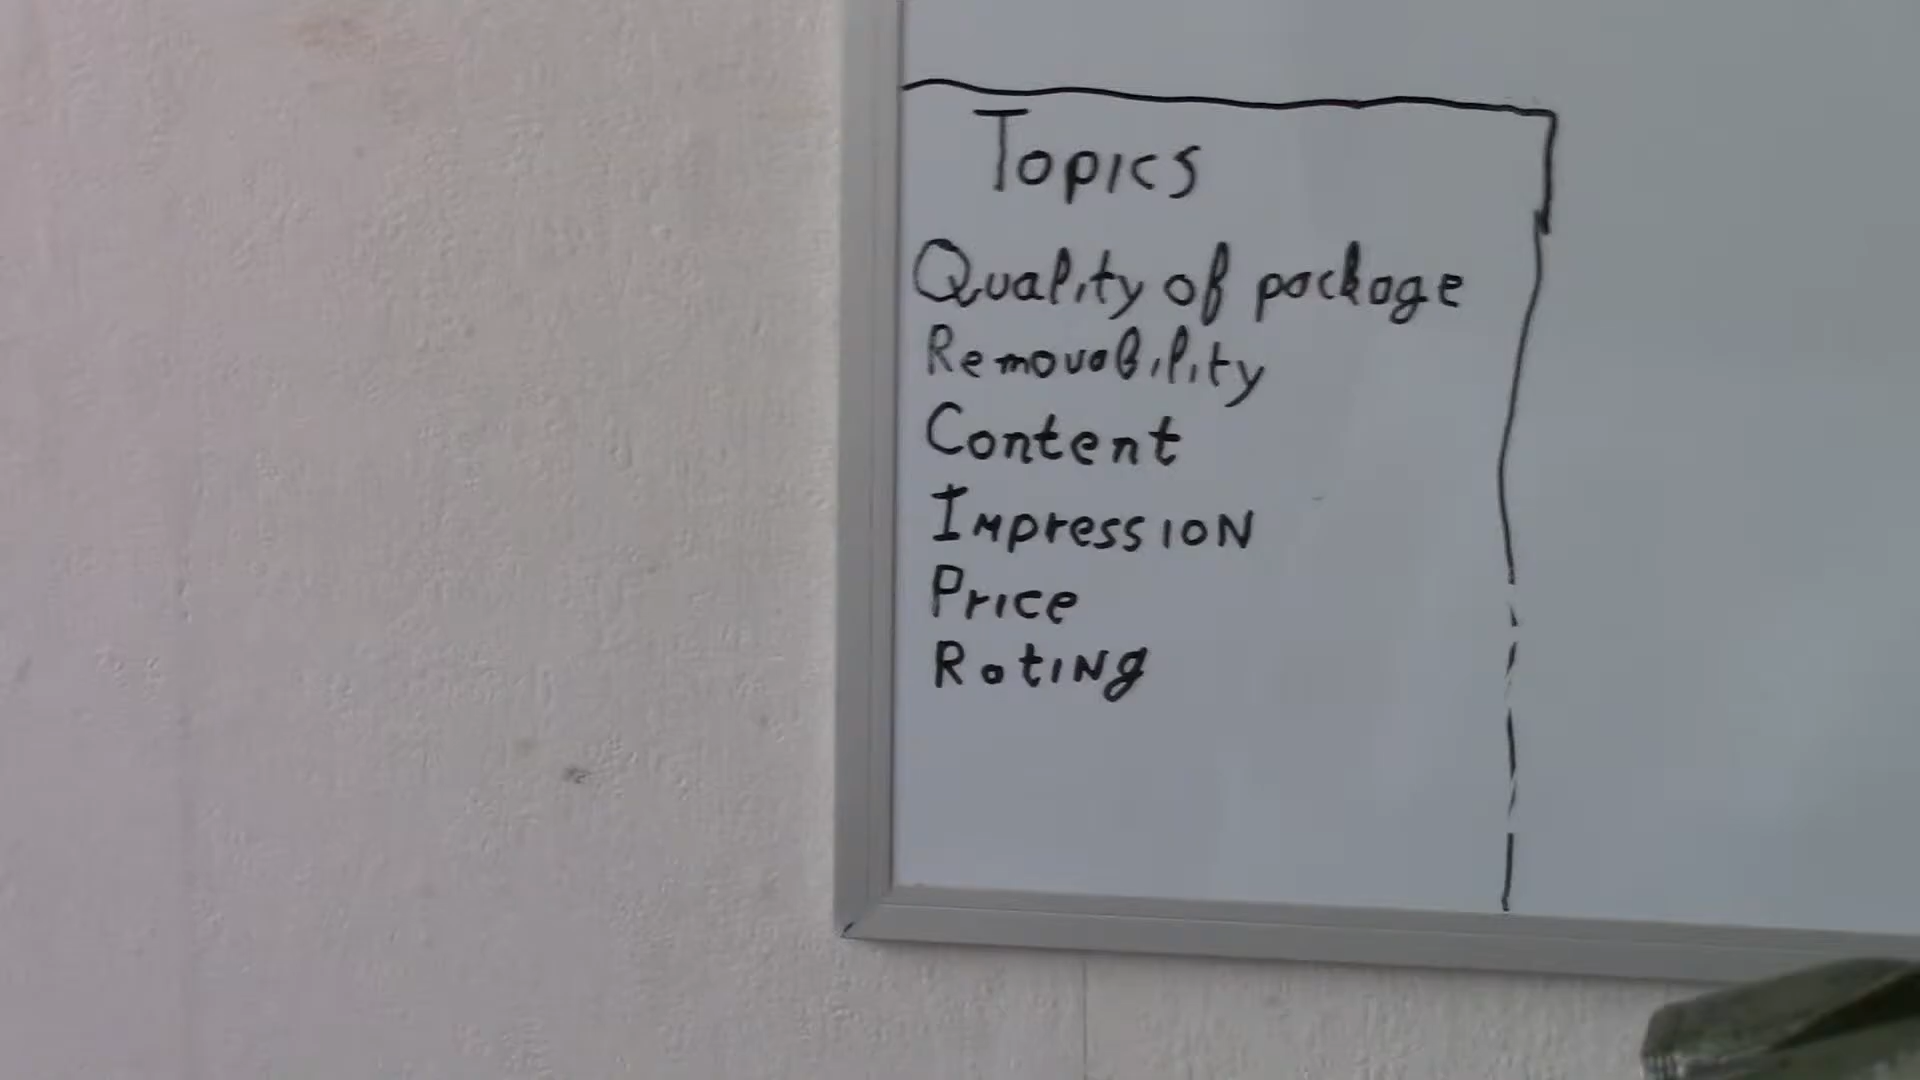 Topics
Quality of package
Removability
Content
Impression
Price
Rating